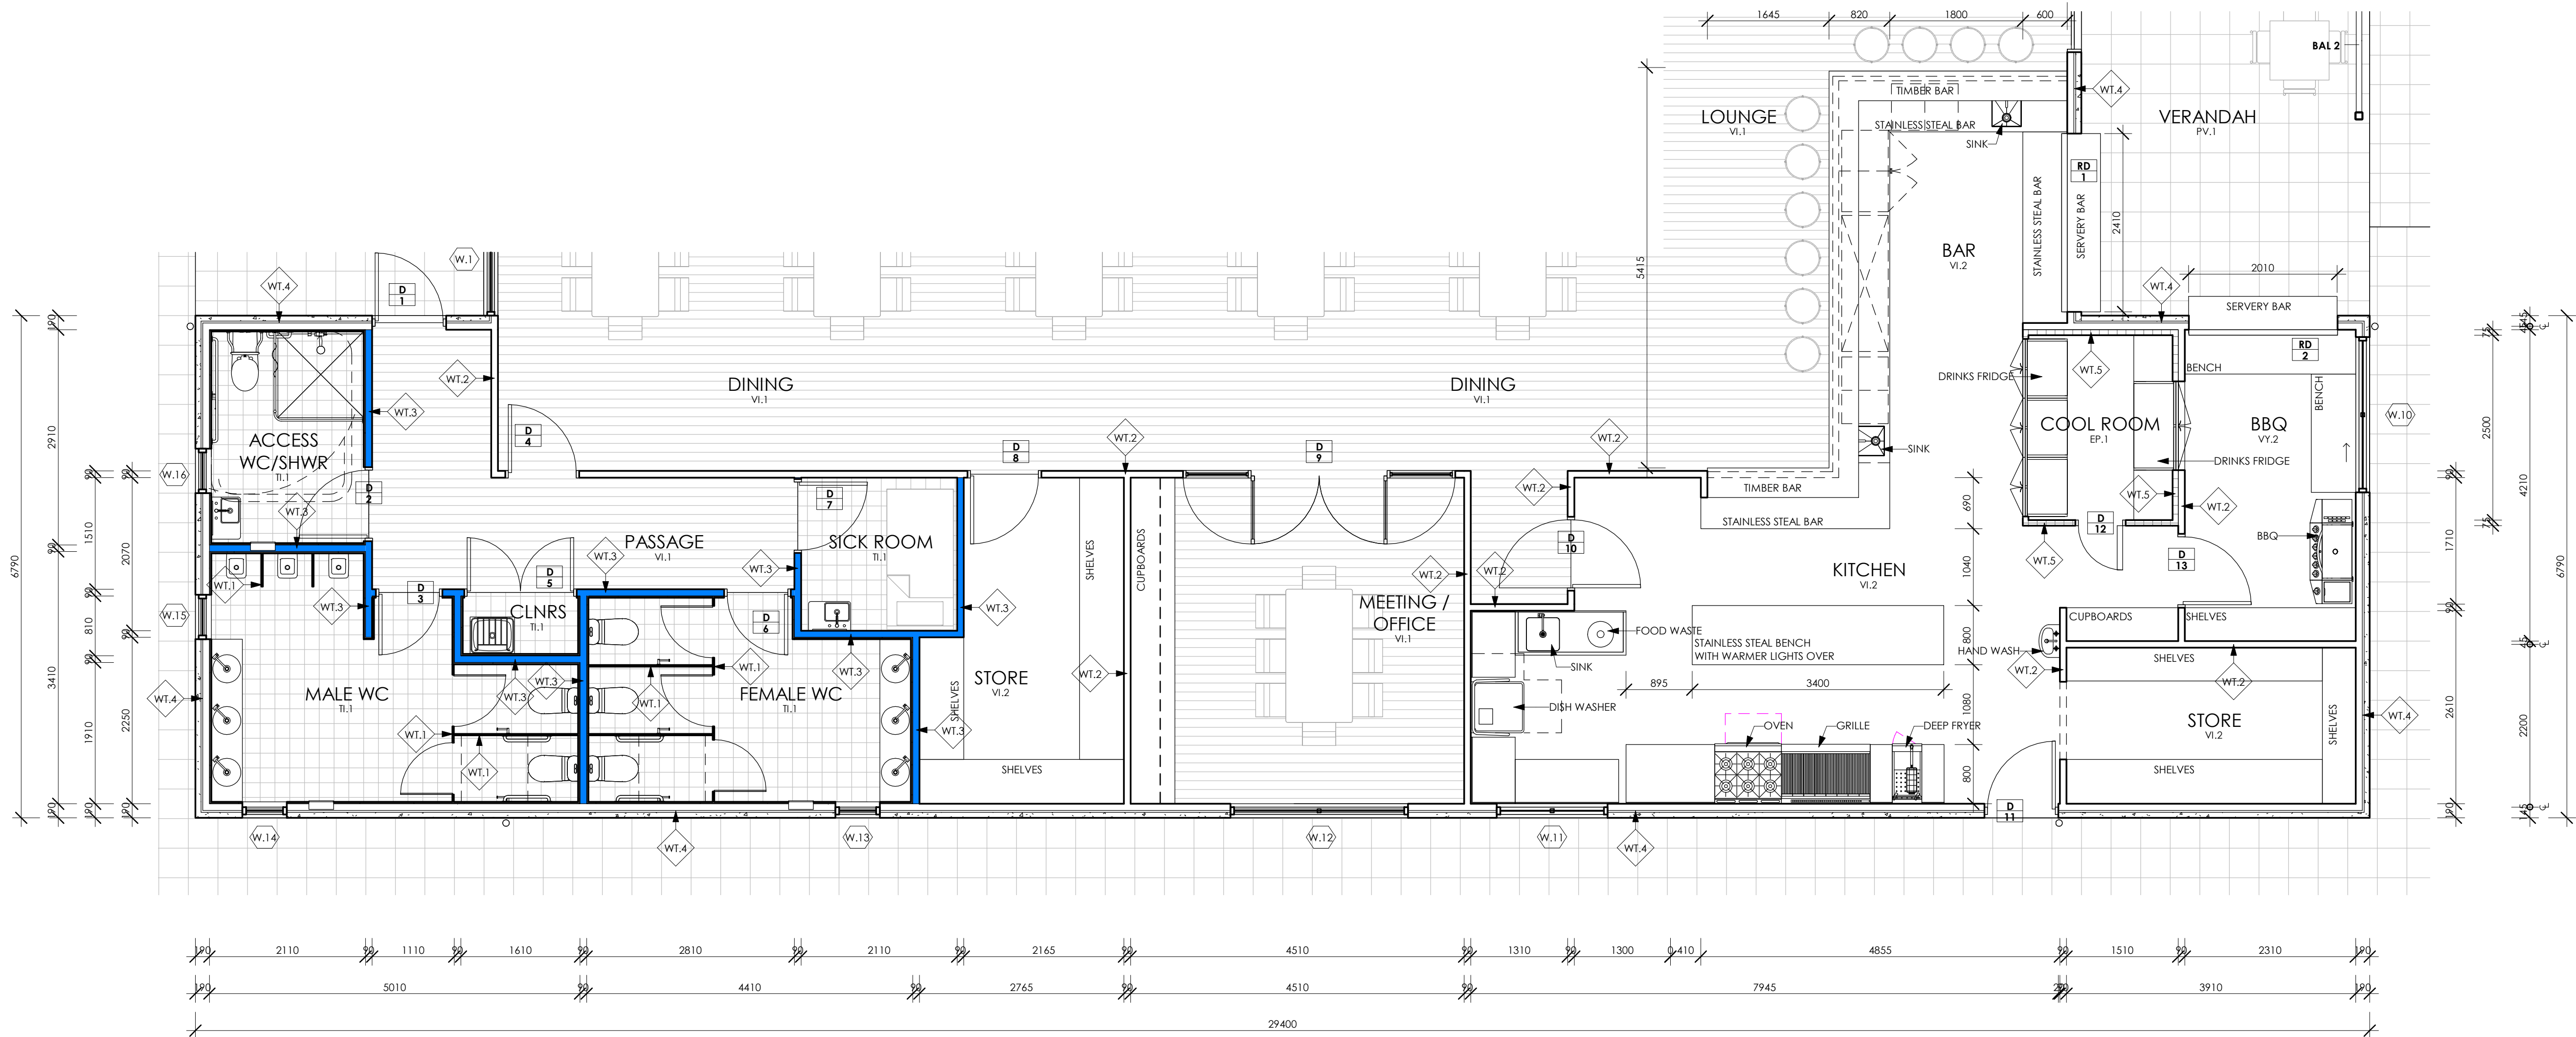 1645
820
1800
600
BAL 2
TIMBER BAR
WT.4
LOUNGE
VI.1
VERANDAH
PV.1
STAINLESS STEAL BAR
SINK
RD
1
STAINLESS STEAL BAR
SERVERY BAR
2410
BAR
VI.2
5415
W.1
WT.4
D
1
2010
WT.4
SERVERY BAR
190
6790
2910
WT.2
WT.3
DINING
VI.1
DINING
VI.1
DRINKS FRIDGE
WT.5
RD
2
BENCH
BENCH
W.10
2500
4210
6790
ACCESS
WC/SHWR
TI.1
D
4
D
8
WT.2
D
9
WT.2
COOL ROOM
EP.1
BBQ
VY.2
SINK
DRINKS FRIDGE
W.16
D
2
WT.3
D
7
TIMBER BAR
STAINLESS STEAL BAR
WT.2
WT.5
WT.2
690
D
12
90
1510
2070
PASSAGE
VI.1
SICK ROOM
TI.1
SHELVES
CUPBOARDS
D
10
BBQ
1710
WT.3
WT.3
WT.1
D
5
WT.2
WT.2
KITCHEN
VI.2
1040
WT.5
D
13
W.15
WT.3
D
3
CLNRS
TI.1
D
6
WT.3
MEETING /
OFFICE
VI.1
CUPBOARDS
SHELVES
810
FOOD WASTE
STAINLESS STEAL BENCH
WITH WARMER LIGHTS OVER
800
HAND WASH
WT.2
3410
WT.4
MALE WC
TI.1
WT.3
WT.3
WT.1
WT.1
FEMALE WC
TI.1
WT.3
STORE
VI.2
SHELVES
WT.2
SINK
895
3400
SHELVES
WT.2
1910
2250
WT.1
WT.1
WT.3
DISH WASHER
OVEN
GRILLE
DEEP FRYER
1080
STORE
VI.2
SHELVES
WT.4
2610
2200
SHELVES
800
SHELVES
190
190
190
D
11
190
145
W.14
W.13
WT.4
W.12
W.11
WT.4
190
2110
90
1110
90
1610
90
2810
90
2110
90
2165
90
4510
90
1310
90
1300
0
410
4855
90
1510
90
2310
190
190
5010
90
4410
90
2765
90
4510
90
7945
3910
190
29400